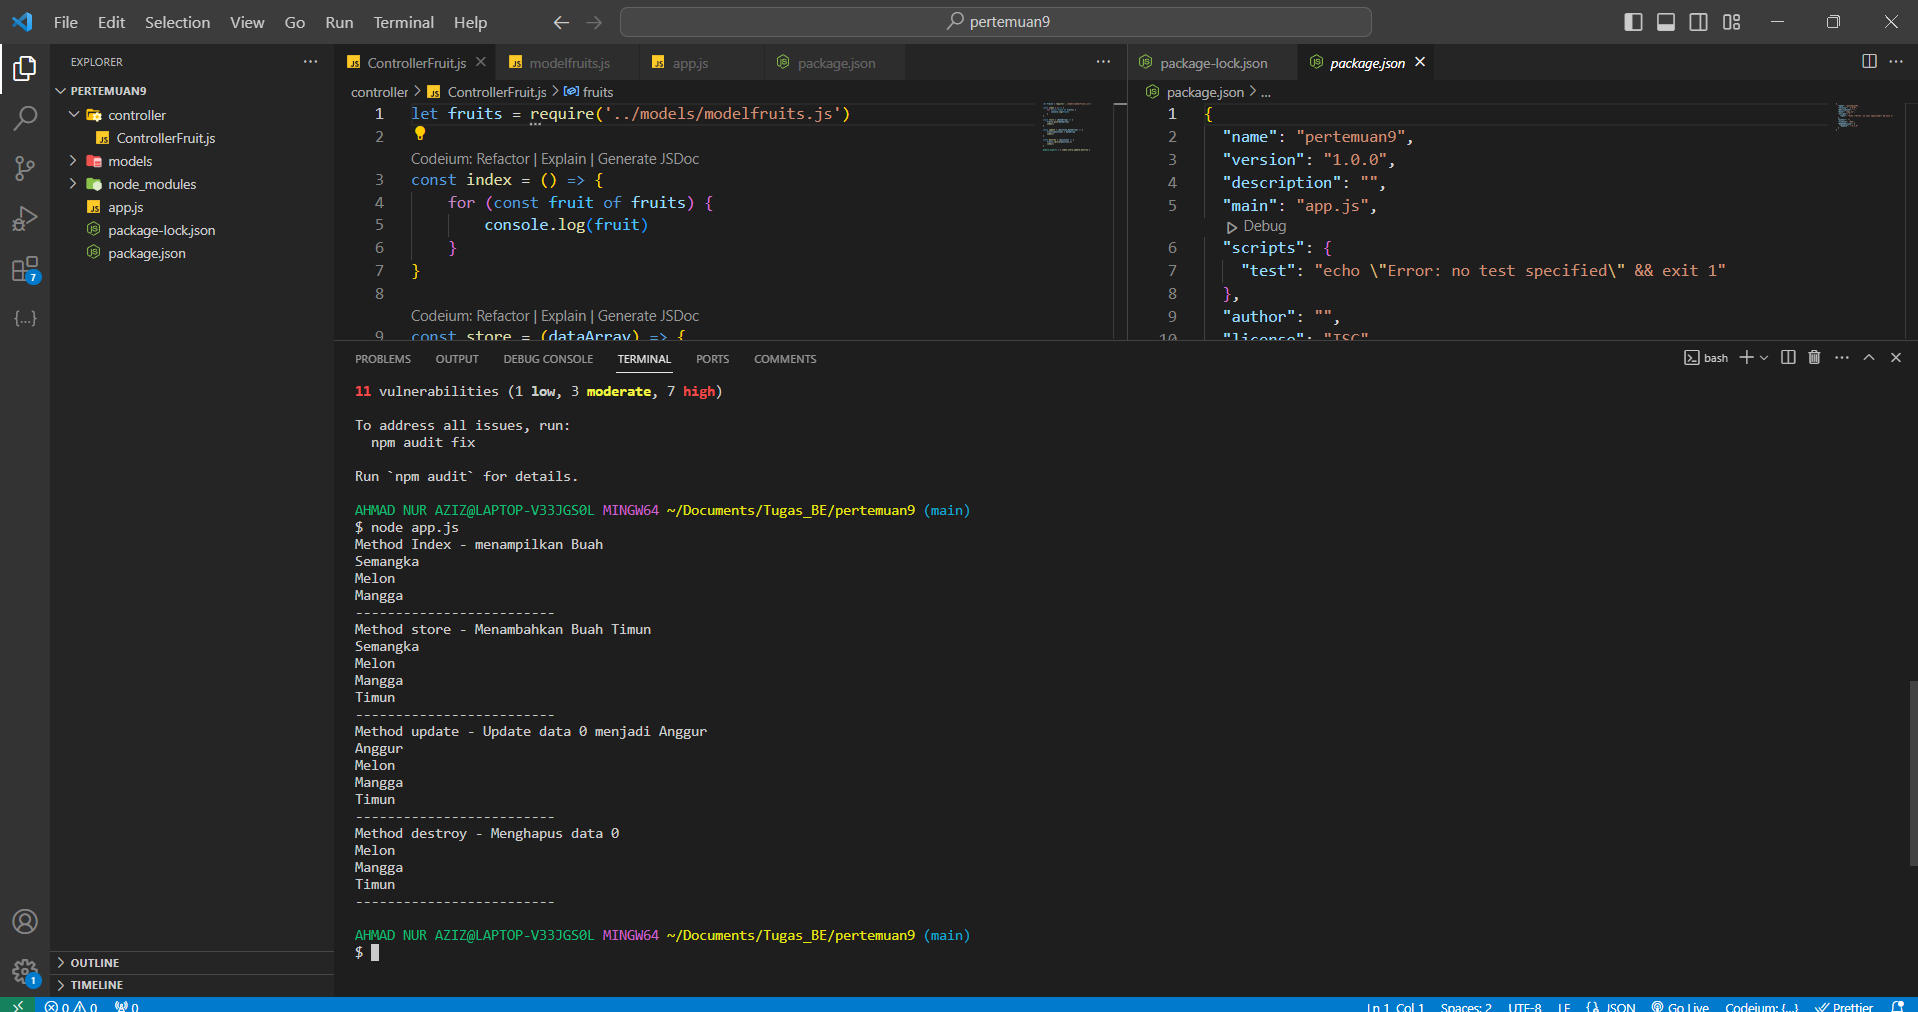 File Edit Selection View Go Run Terminal Help
pertemuan9
EXPLORER
PERTEMUAN9
controller
ControllerFruit.js
models
node_modules
app.js
package-lock.json
package.json
7
{...}
OUTLINE
TIMELINE
1
ControllerFruit.js modelfruits.js app.js package.json
controller > ControllerFruit.js > fruits
1 let fruits = require('../models/modelfruits.js')
2
Codeium: Refactor | Explain | Generate JSDoc
3 const index = () => {
4 for (const fruit of fruits) {
5 console.log(fruit)
6 }
7 }
8
Codeium: Refactor | Explain | Generate JSDoc
9 const store = (dataArray) => {
package-lock.json package.json
package.json > ...
1 {
2 "name": "pertemuan9",
3 "version": "1.0.0",
4 "description": "",
5 "main": "app.js",
Debug
6 "scripts": {
7 "test": "echo \"Error: no test specified\" && exit 1"
8 },
9 "author": "",
10 "license": "ISC"
PROBLEMS OUTPUT DEBUG CONSOLE TERMINAL PORTS COMMENTS
bash
11 vulnerabilities (1 low, 3 moderate, 7 high)
To address all issues, run:
npm audit fix
Run `npm audit` for details.
AHMAD NUR AZIZ@LAPTOP-V33JGS0L MINGW64 ~/Documents/Tugas_BE/pertemuan9 (main)
$ node app.js
Method Index - menampilkan Buah
Semangka
Melon
Mangga
-------------------------
Method store - Menambahkan Buah Timun
Semangka
Melon
Mangga
Timun
-------------------------
Method update - Update data 0 menjadi Anggur
Anggur
Melon
Mangga
Timun
-------------------------
Method destroy - Menghapus data 0
Melon
Mangga
Timun
-------------------------
AHMAD NUR AZIZ@LAPTOP-V33JGS0L MINGW64 ~/Documents/Tugas_BE/pertemuan9 (main)
$
0 0 0 Ln 1, Col 1 Spaces: 2 UTF-8 LF {} JSON Go Live Codeium: {...} Prettier